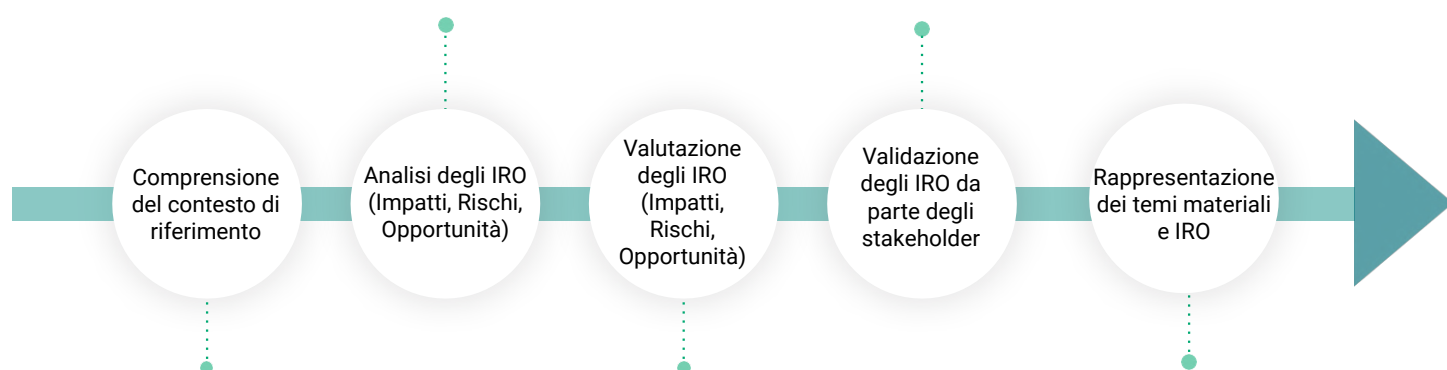 Comprensione
del contesto di
riferimento
Analisi degli IRO
(Impatti, Rischi,
Opportunità)
Valutazione
degli IRO
(Impatti,
Rischi,
Opportunità)
Validazione
degli IRO da
parte degli
stakeholder
Rappresentazione
dei temi materiali
e IRO